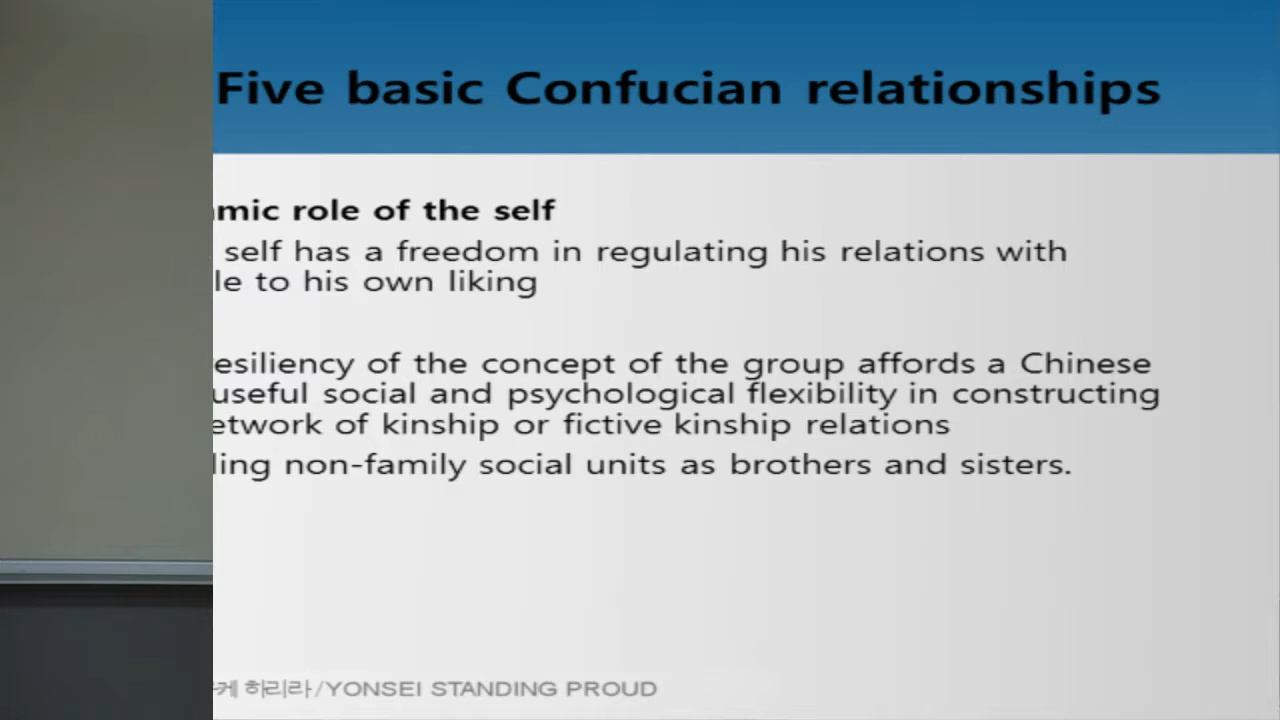 Five basic Confucian relationships
mic role of the self
self has a freedom in regulating his relations with
le to his own liking
esiliency of the concept of the group affords a Chinese
useful social and psychological flexibility in constructing
etwork of kinship or fictive kinship relations
ling non-family social units as brothers and sisters.
게 하리라/YONSEI STANDING PROUD